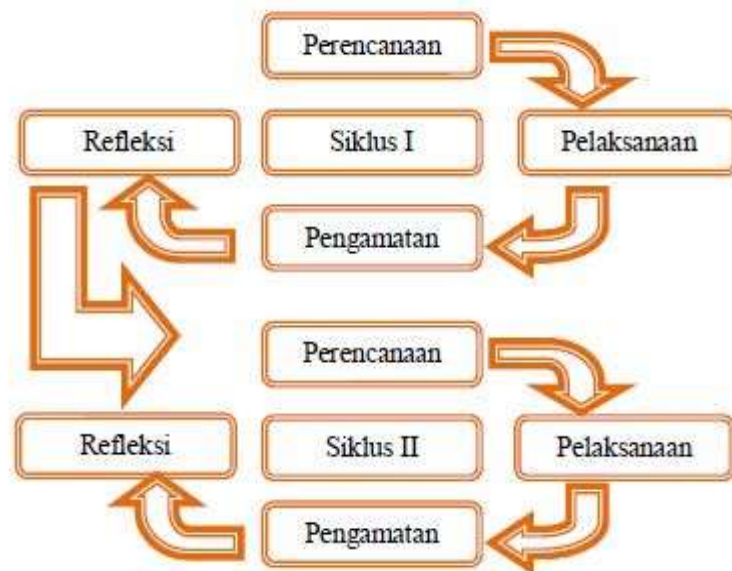 Perencanaan
Refleksi
Siklus I
Pelaksanaan
Pengamatan
Perencanaan
Refleksi
Siklus II
Pelaksanaan
Pengamatan